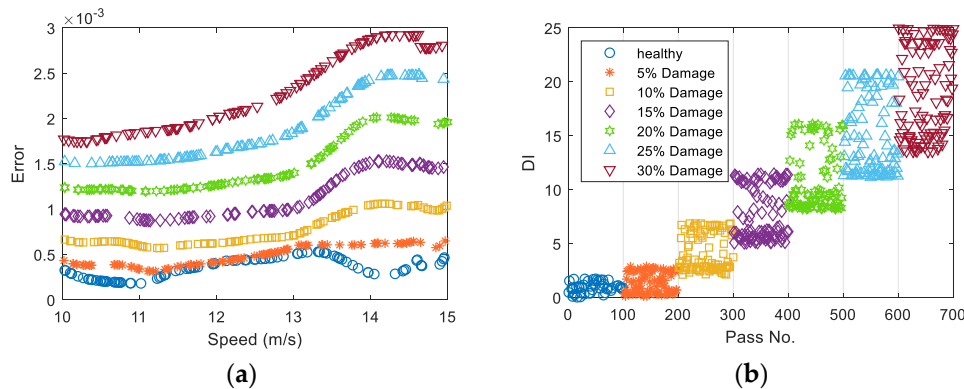 ×10⁻³
3
2.5
2
1.5
1
0.5
0
Error
10 11 12 13 14 15
Speed (m/s)
(a)
25
20
15
10
5
0
DI
healthy
5% Damage
10% Damage
15% Damage
20% Damage
25% Damage
30% Damage
0 100 200 300 400 500 600 700
Pass No.
(b)